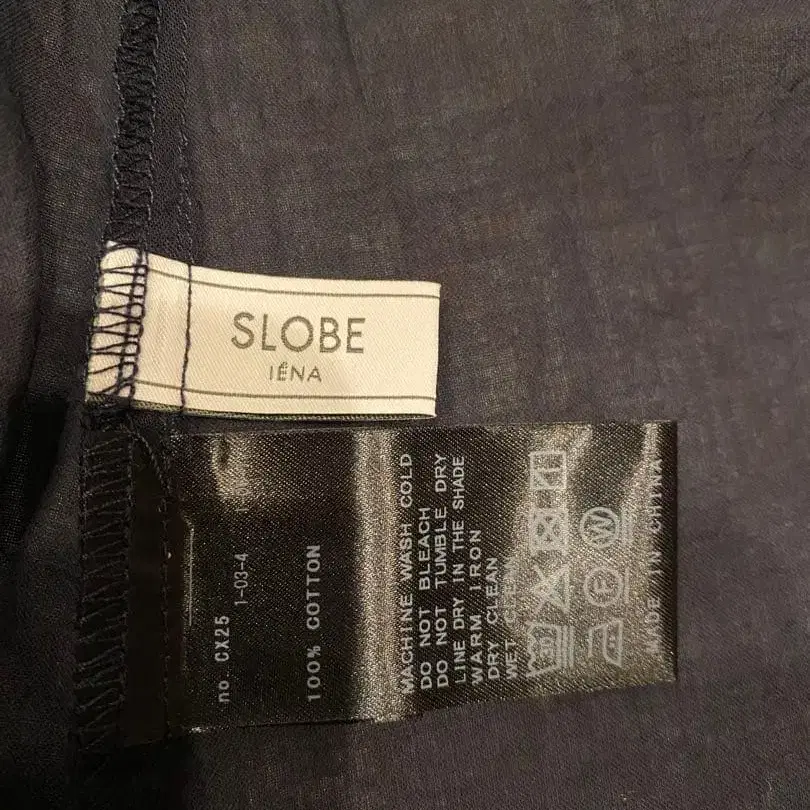 SLOBE
IÉNA
no. CX25
1-03-4
100% COTTON
MACHINE WASH COLD
DO NOT BLEACH
DO NOT TUMBLE DRY
LINE DRY IN THE SHADE
WARM IRON
DRY CLEAN
WET CLEAN
30
F
W
MADE IN CHINA